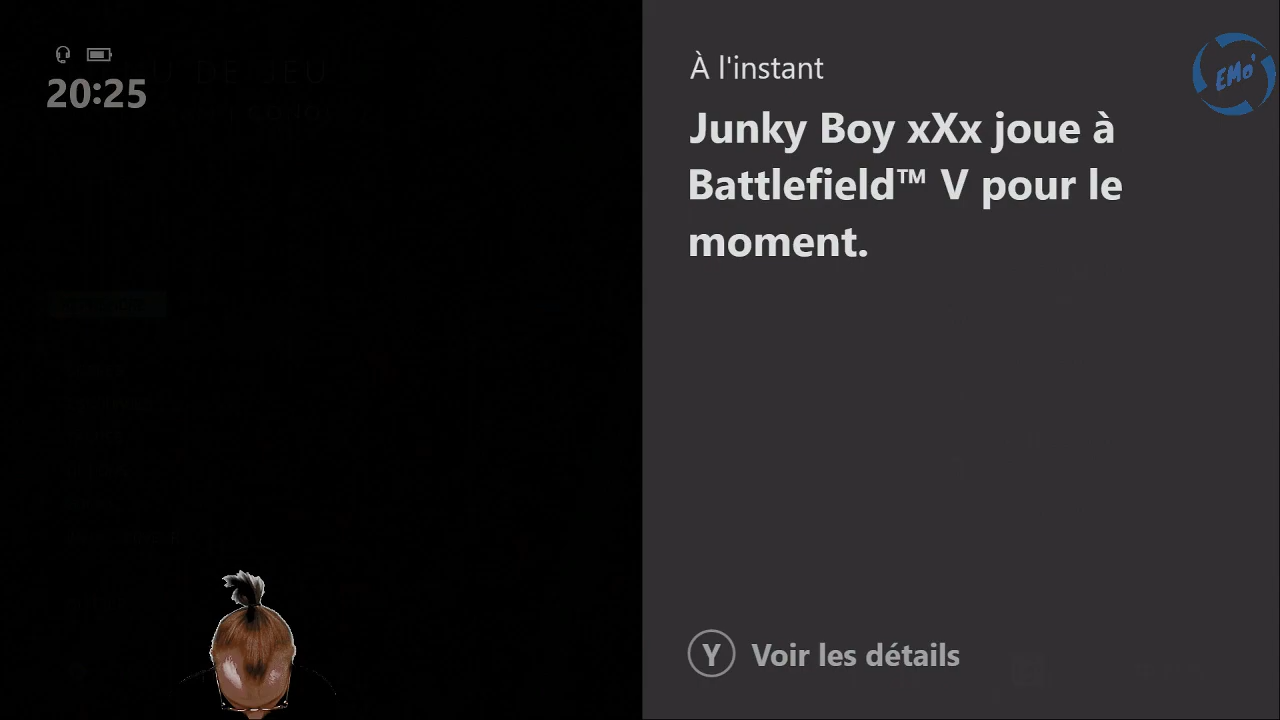 20:25
À l'instant
EMo'
Junky Boy xXx joue à
Battlefield™ V pour le
moment.
Y Voir les détails